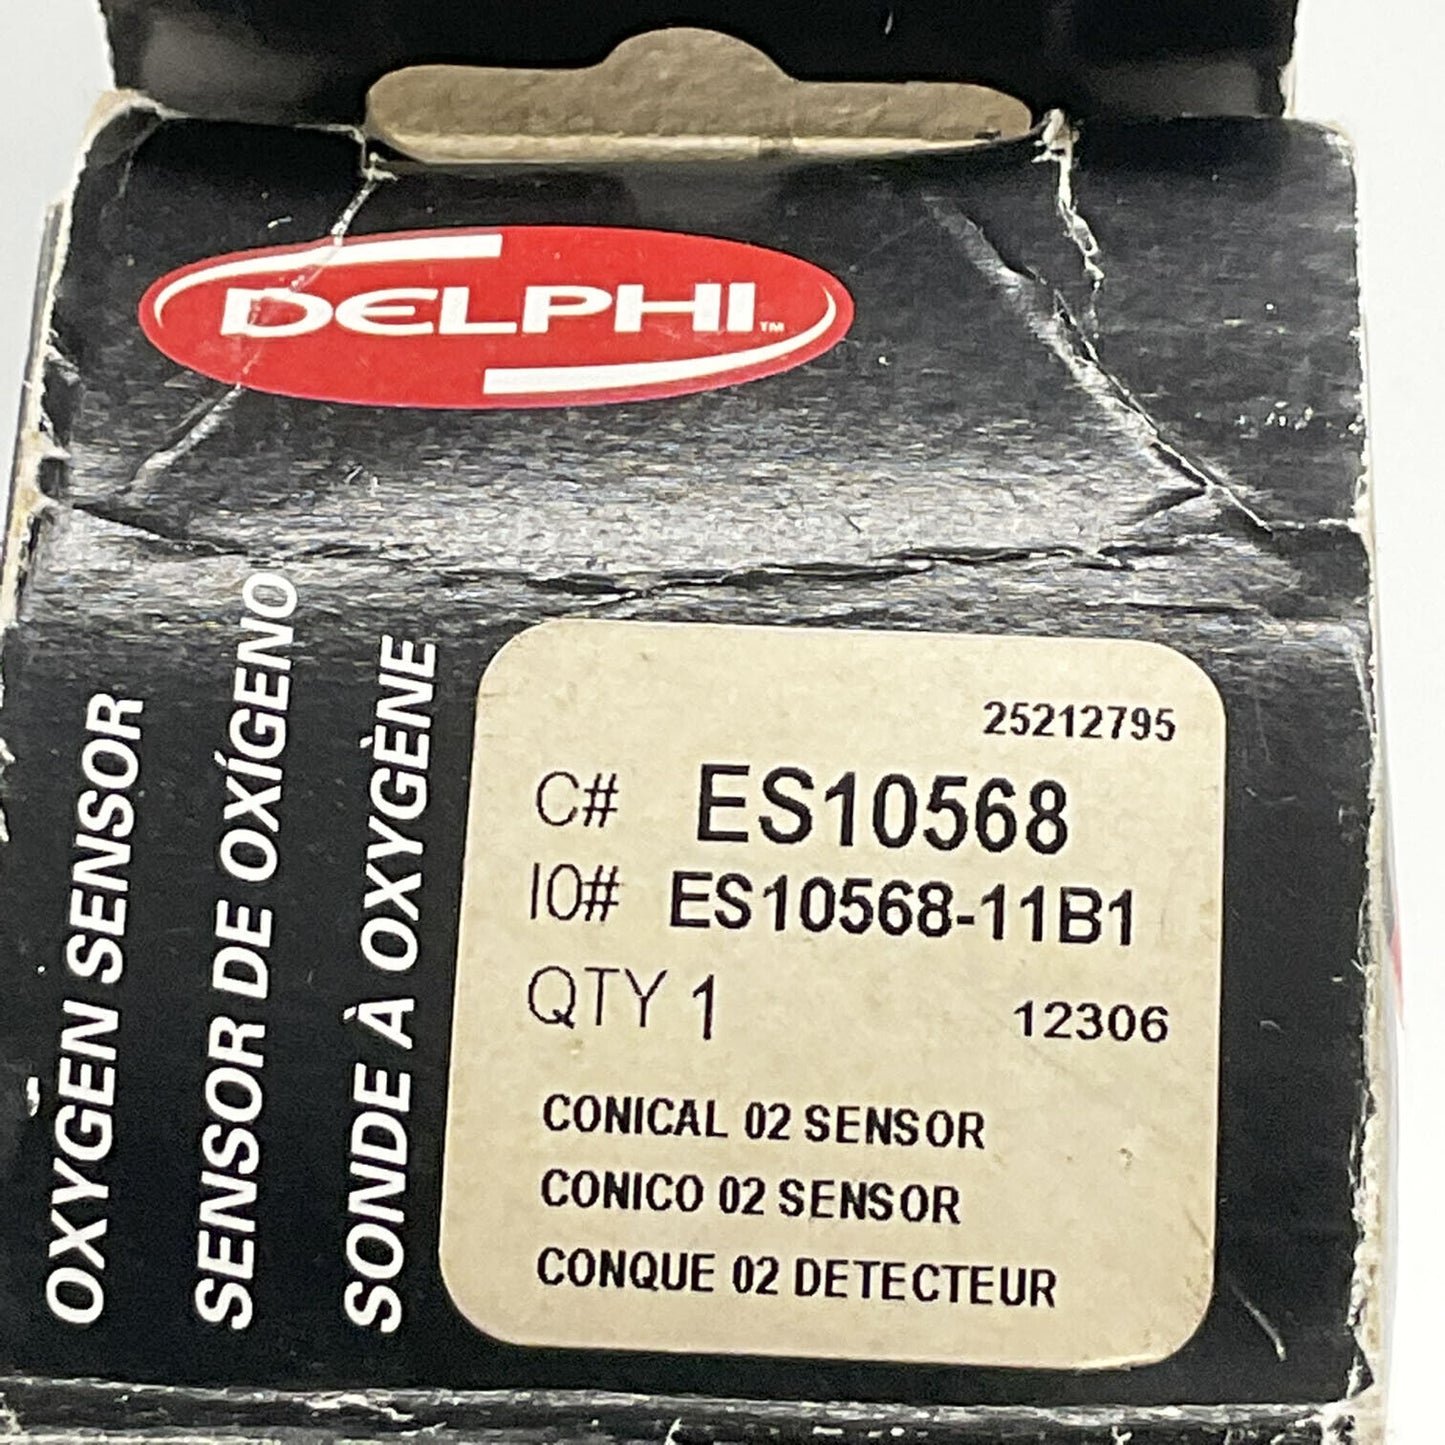 DELPHI™
OXYGEN SENSOR
SENSOR DE OXÍGENO
SONDE À OXYGÈNE
25212795
C# ES10568
IO# ES10568-11B1
QTY 1 12306
CONICAL 02 SENSOR
CONICO 02 SENSOR
CONQUE 02 DETECTEUR